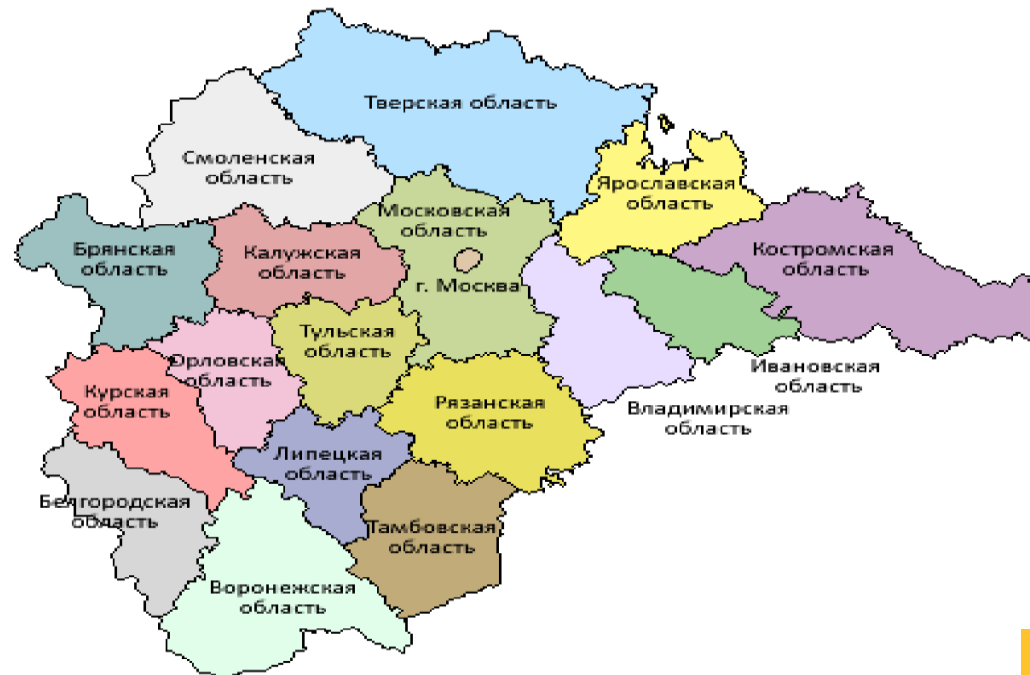 Тверская область
Смоленская
область
Ярославская
область
Московская
область
Брянская
область
Калужская
область
Костромская
область
г. Москва
Тульская
область
Орловская
область
Ивановская
область
Курская
область
Рязанская
область
Владимирская
область
Липецкая
область
Белгородская
область
Тамбовская
область
Воронежская
область